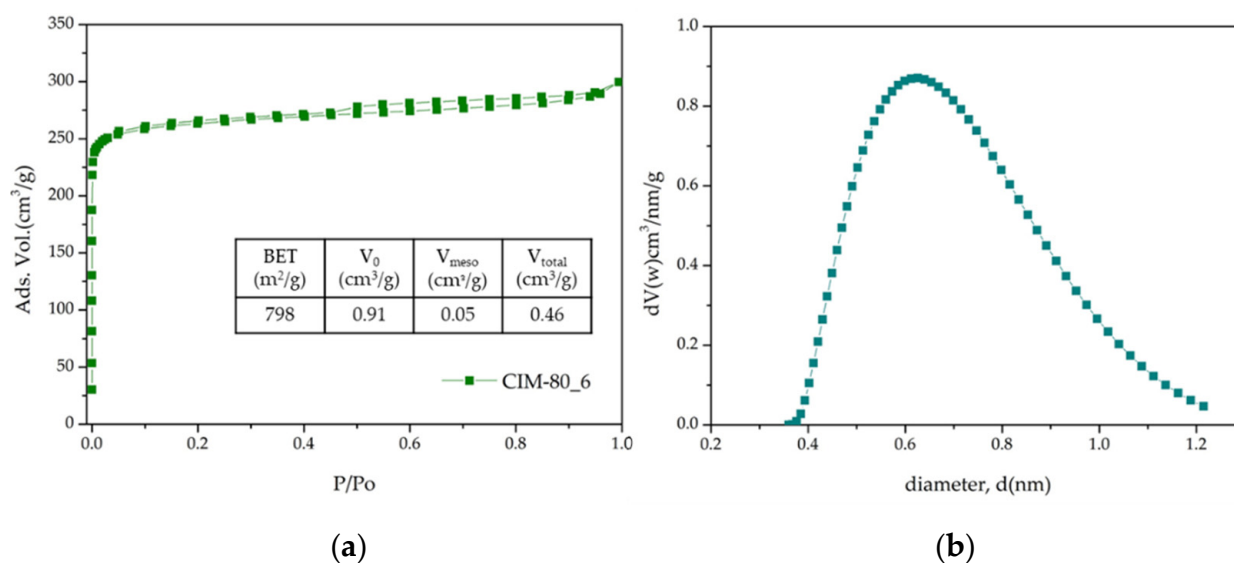 350
300
250
200
150
100
50
0
Ads. Vol.(cm³/g)
BET (m²/g) V₀ (cm³/g) Vmeso (cm³/g) Vtotal (cm³/g)
798 0.91 0.05 0.46
CIM-80_6
0.0 0.2 0.4 0.6 0.8 1.0
P/Po
(a)
1.0
0.8
0.6
0.4
0.2
0.0
dV(w)cm³/nm/g
0.2 0.4 0.6 0.8 1.0 1.2
diameter, d(nm)
(b)